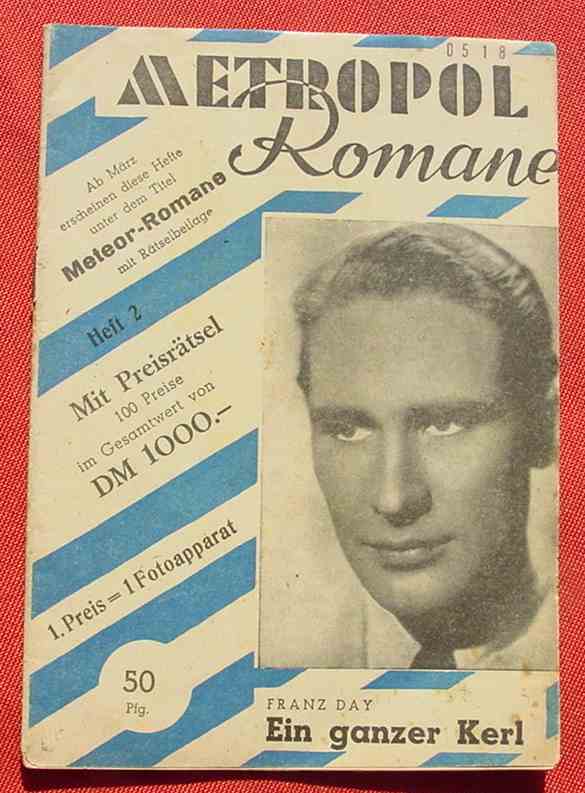 0518
METROPOL
Romane
Ab März
erscheinen diese Hefte
unter dem Titel
Meteor-Romane
mit Rätselbeilage
Heft 2
Mit Preisrätsel
100 Preise
im Gesamtwert von
DM 1000.-
1. Preis = 1 Fotoapparat
50
Pfg.
FRANZ DAY
Ein ganzer Kerl